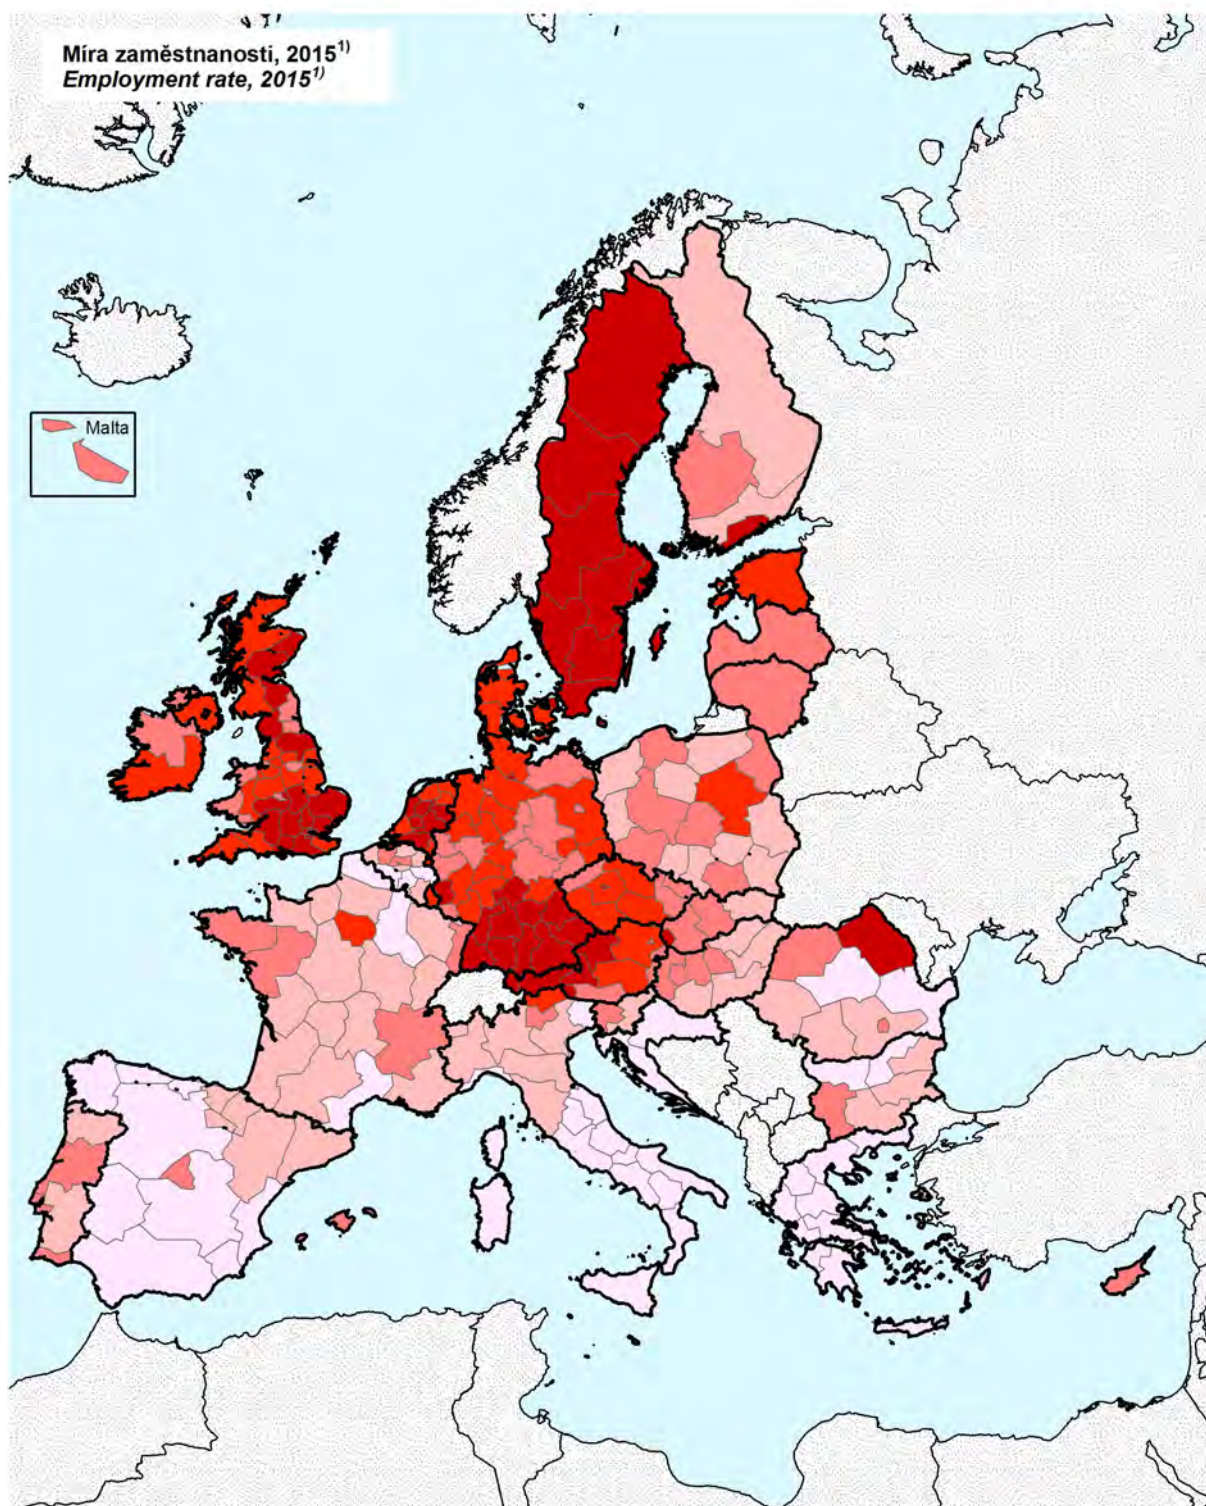 Míra zaměstnanosti, 2015¹⁾
Employment rate, 2015¹⁾
Malta